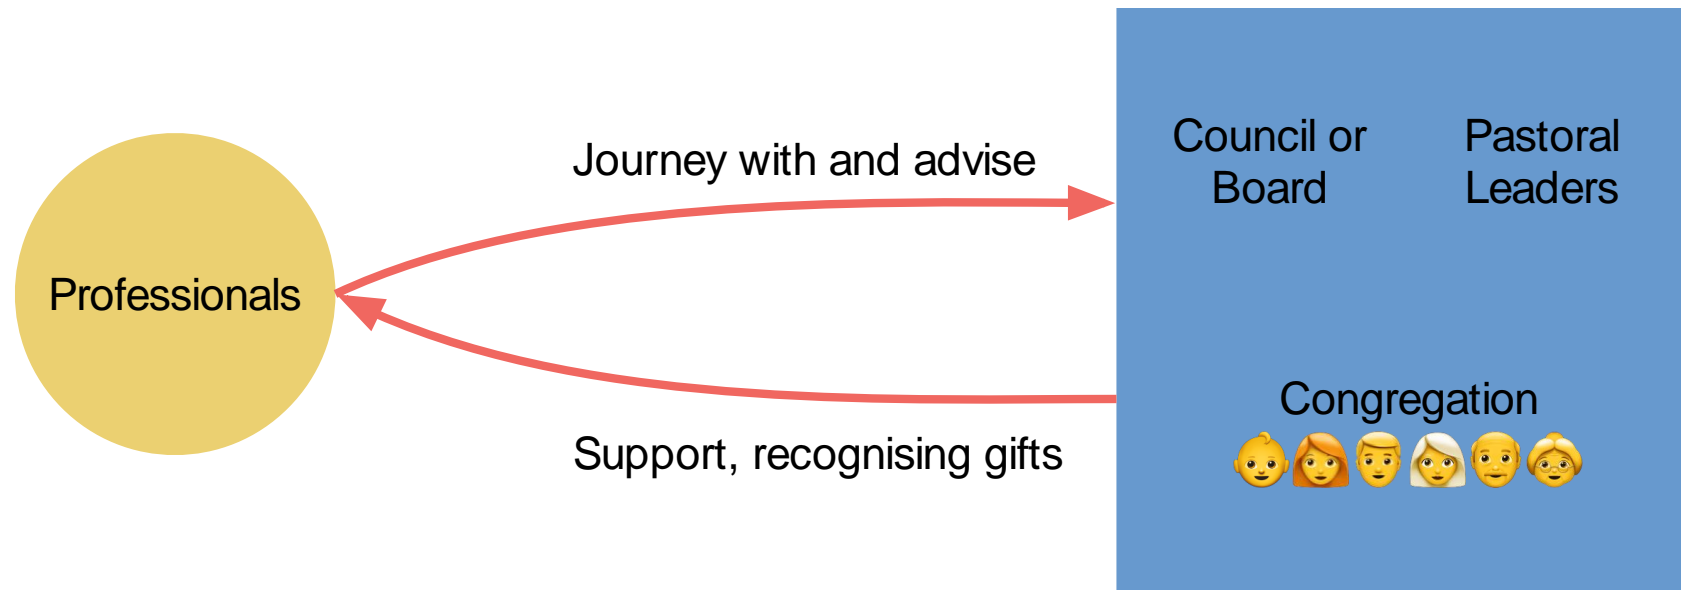 Professionals
Journey with and advise
Support, recognising gifts
Council or
Board
Pastoral
Leaders
Congregation